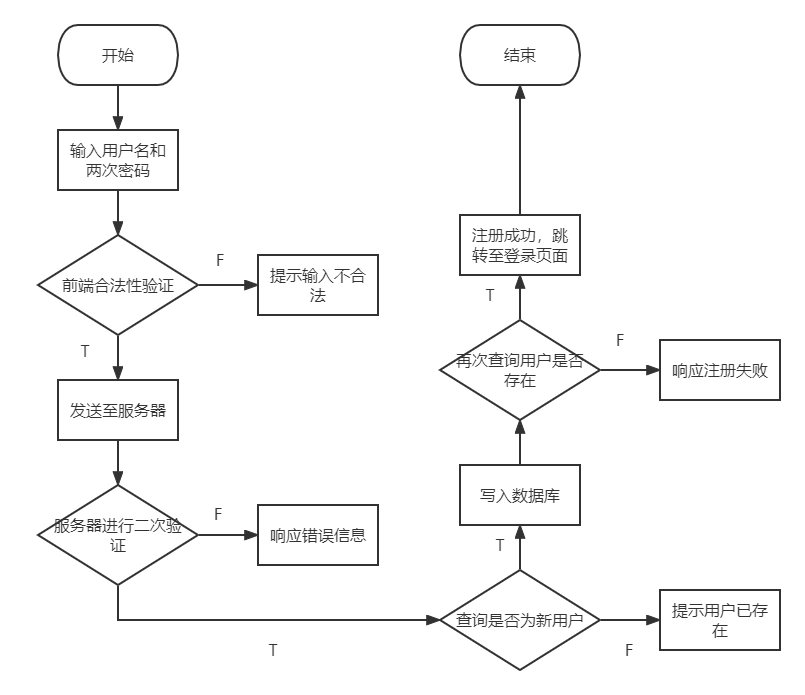 开始
输入用户名和
两次密码
前端合法性验证
F
提示输入不合
法
T
发送至服务器
服务器进行二次验
证
F
响应错误信息
T
查询是否为新用户
F
提示用户已存
在
T
写入数据库
再次查询用户是否
存在
F
响应注册失败
T
注册成功，跳
转至登录页面
结束